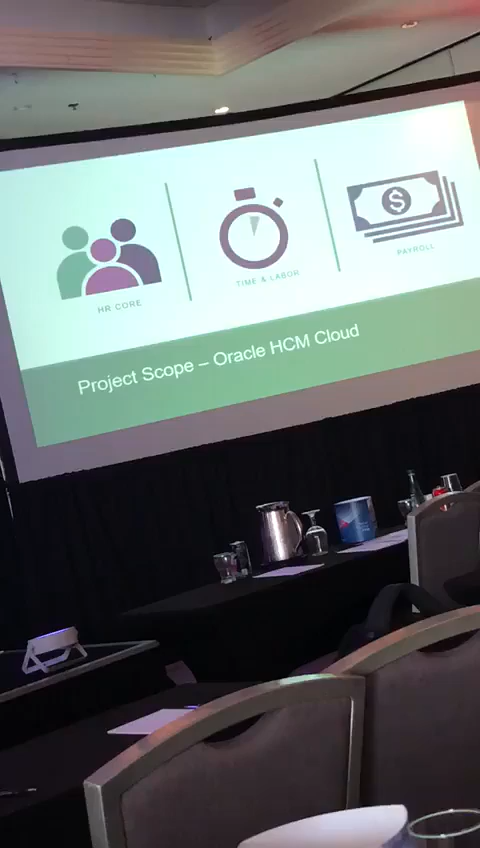 HR CORE
TIME & LABOR
$
PAYROLL
Project Scope – Oracle HCM Cloud